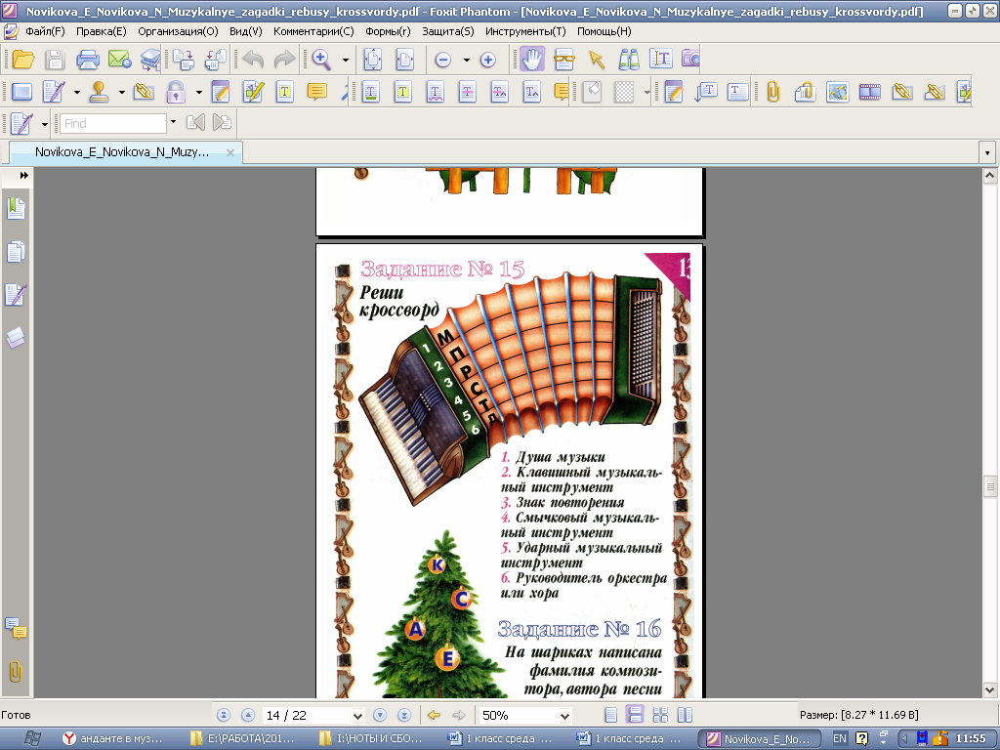 Novikova_E_Novikova_N_Muzykalnye_zagadki_rebusy_krossvordy.pdf - Foxit Phantom - [Novikova_E_Novikova_N_Muzykalnye_zagadki_rebusy_krossvordy.pdf]
Файл(F) Правка(E) Организация(O) Вид(V) Комментарии(C) Формы(r) Защита(S) Инструменты(T) Помощь(H)
Find
Novikova_E_Novikova_N_Muzy...
Задание № 15
Реши
кроссворд
1 М
2 П
3 Р
4 С
5 Т
6 Д
1. Душа музыки
2. Клавишный музыкаль-
ный инструмент
3. Знак повторения
4. Смычковый музыкаль-
ный инструмент
5. Ударный музыкальный
инструмент
6. Руководитель оркестра
или хора
К
С
А
Е
Задание № 16
На шариках написана
фамилия компози-
тора, автора песни
Готов
14 / 22
50%
Размер: [8.27 * 11.69 В]
анданте в муз...
E:\РАБОТА\201...
I:\НОТЫ И СБО...
1 класс среда ...
1 класс среда ...
Novikova_E_No...
EN
11:55